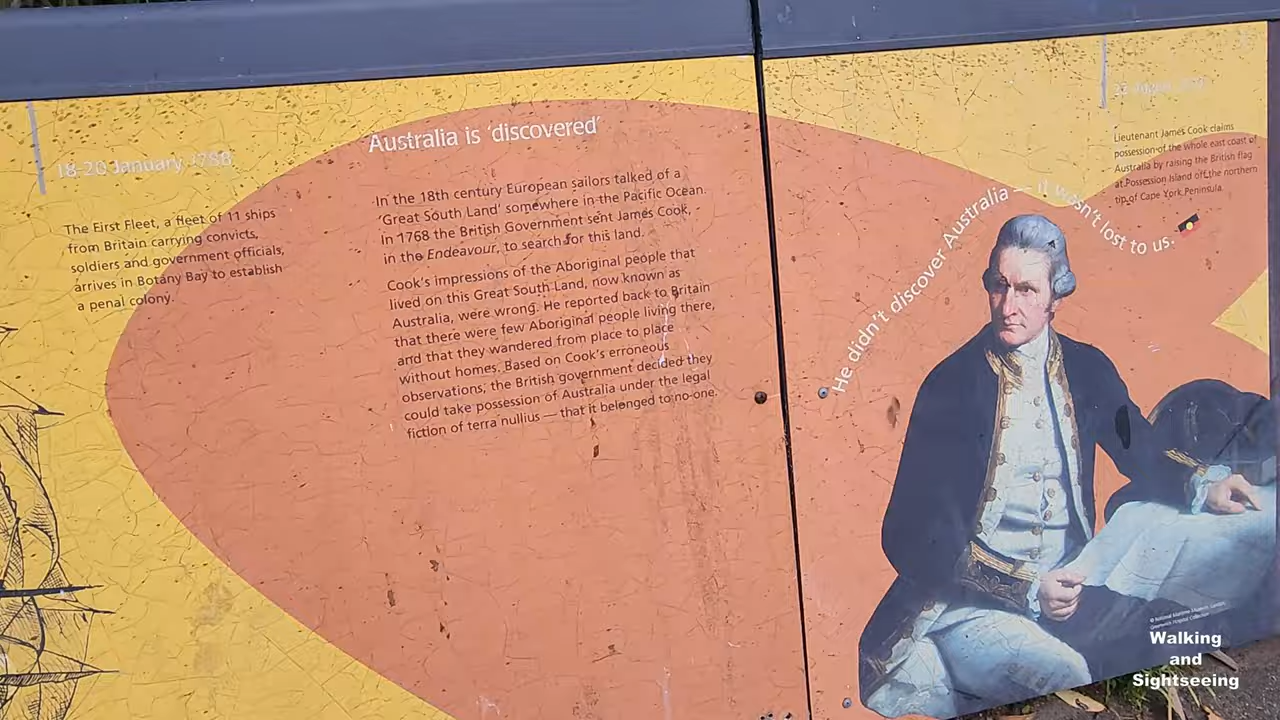 18-20 January 1788
The First Fleet, a fleet of 11 ships
from Britain carrying convicts,
soldiers and government officials,
arrives in Botany Bay to establish
a penal colony.
Australia is 'discovered'
In the 18th century European sailors talked of a
'Great South Land' somewhere in the Pacific Ocean.
In 1768 the British Government sent James Cook,
in the Endeavour, to search for this land.
Cook's impressions of the Aboriginal people that
lived on this Great South Land, now known as
Australia, were wrong. He reported back to Britain
that there were few Aboriginal people living there,
and that they wandered from place to place
without homes. Based on Cook's erroneous
observations, the British government decided they
could take possession of Australia under the legal
fiction of terra nullius — that it belonged to no-one.
22 August
Lieutenant James Cook claims
possession of the whole east coast of
Australia by raising the British flag
at Possession Island off the northern
tip of Cape York Peninsula.
He didn't discover Australia — it wasn't lost to us.
© National Maritime Museum, London,
Greenwich Hospital Collection
Walking
and
Sightseeing